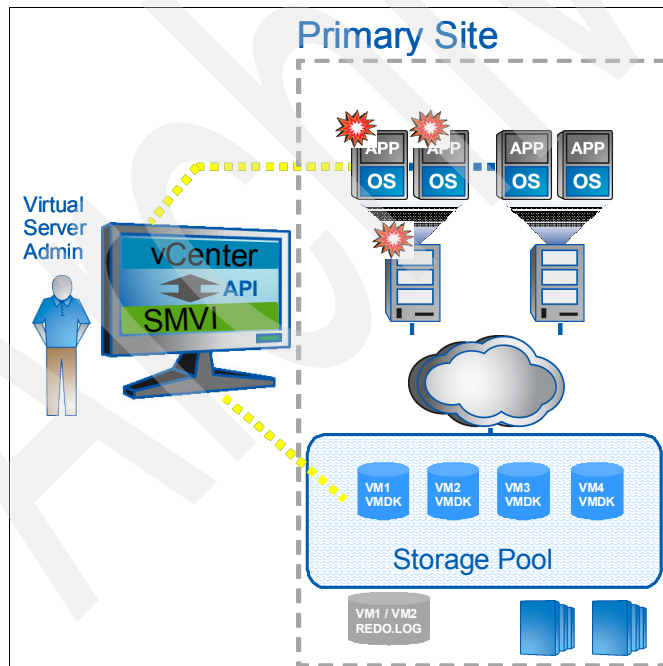 Primary Site
APP
OS
APP
OS
APP
OS
APP
OS
Virtual
Server
Admin
vCenter
API
SMVI
VM1
VMDK
VM2
VMDK
VM3
VMDK
VM4
VMDK
Storage Pool
VM1 / VM2
REDO.LOG